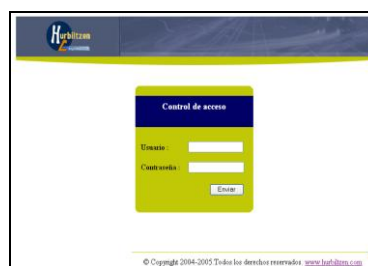 Hurbiltzen
Control de acceso
Usuario :
Contraseña :
Enviar
© Copyright 2004-2005 Todos los derechos reservados. www.hurbiltzen.com